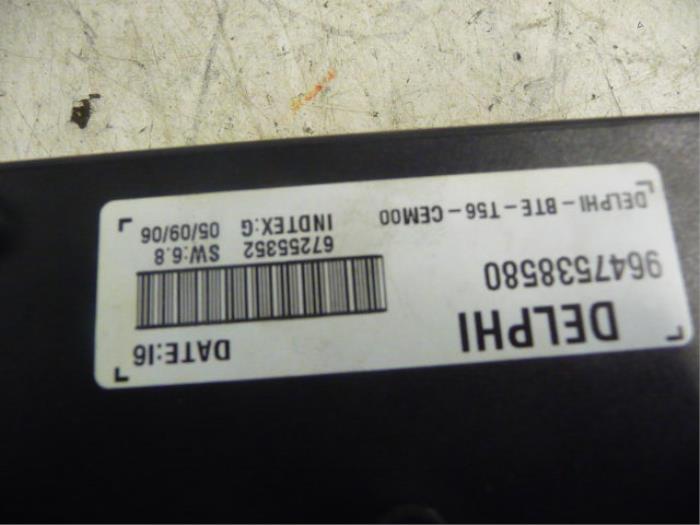 DELPHI
DATE:16
9647538580
67255352 SW:6.8
DELPHI-BTE-T56-CEM00
INDTEX:G 05/09/06